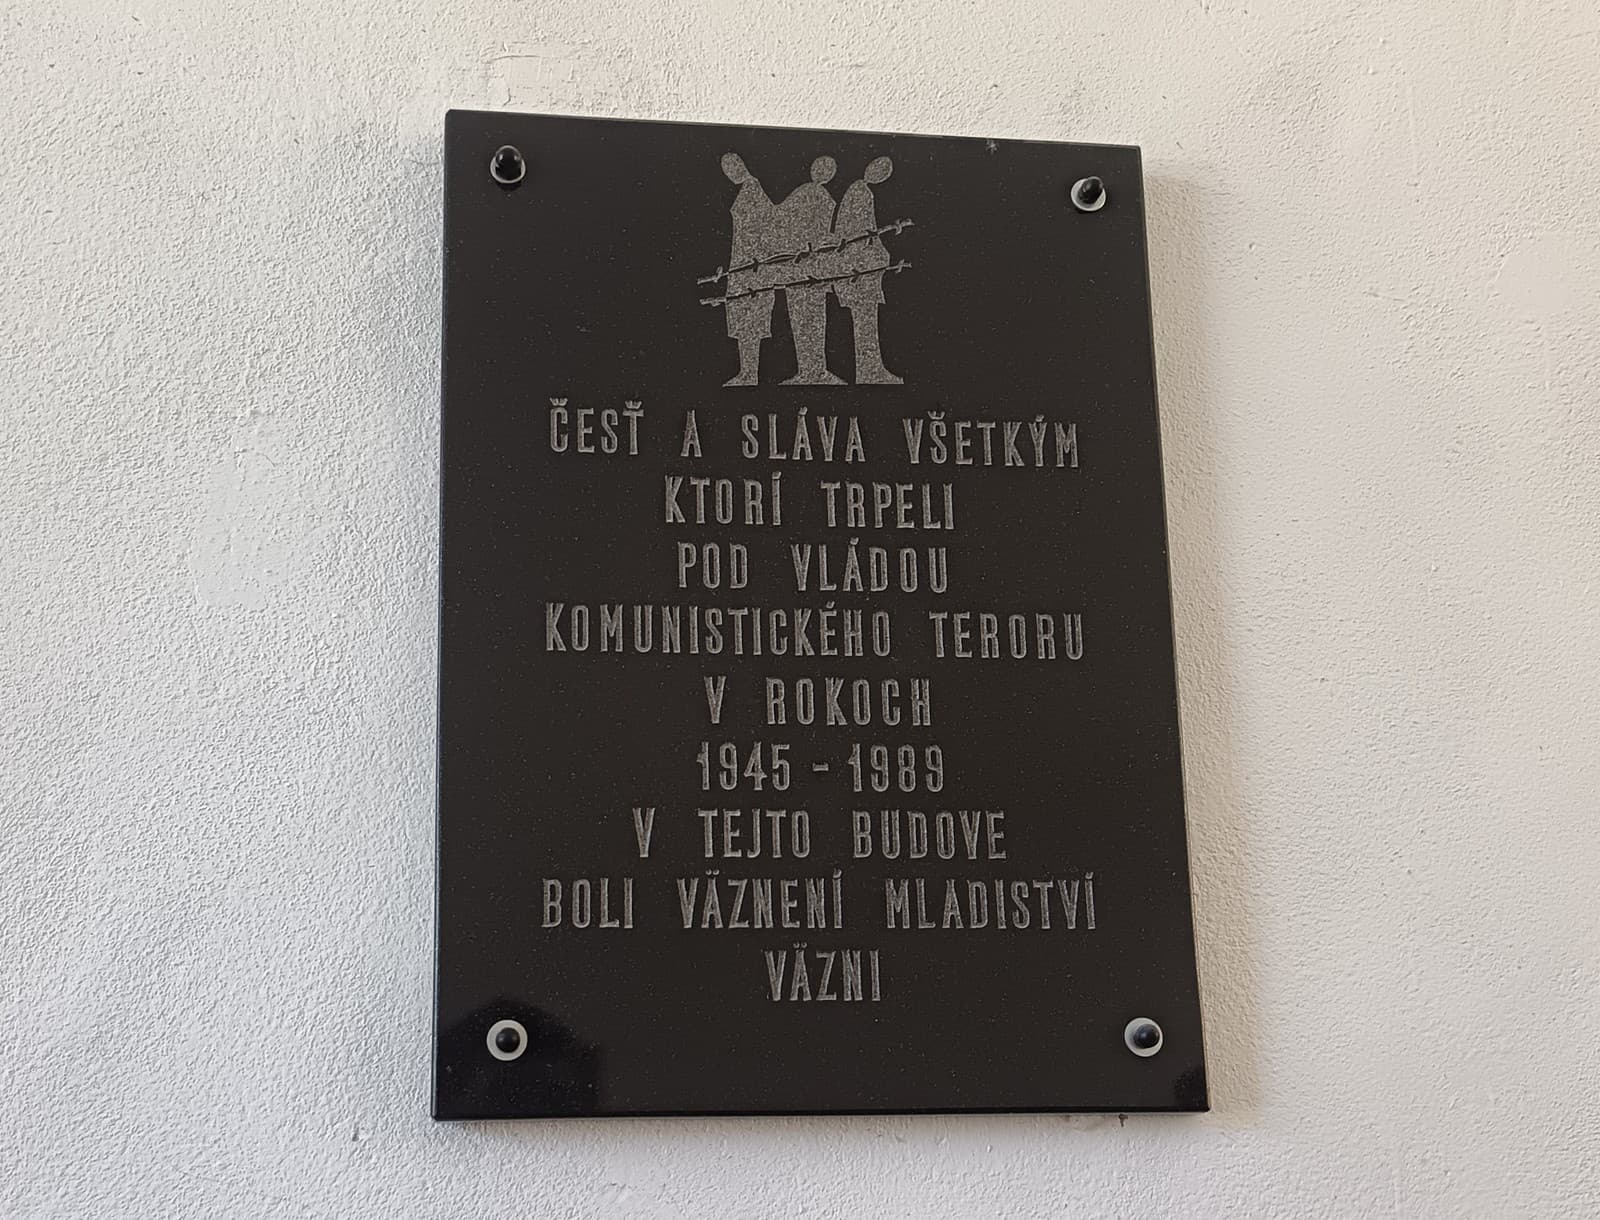 ČESŤ A SLÁVA VŠETKÝM
KTORÍ TRPELI
POD VLÁDOU
KOMUNISTICKÉHO TERORU
V ROKOCH
1945 - 1989
V TEJTO BUDOVE
BOLI VÄZNENÍ MLADISTVÍ
VÄZNI